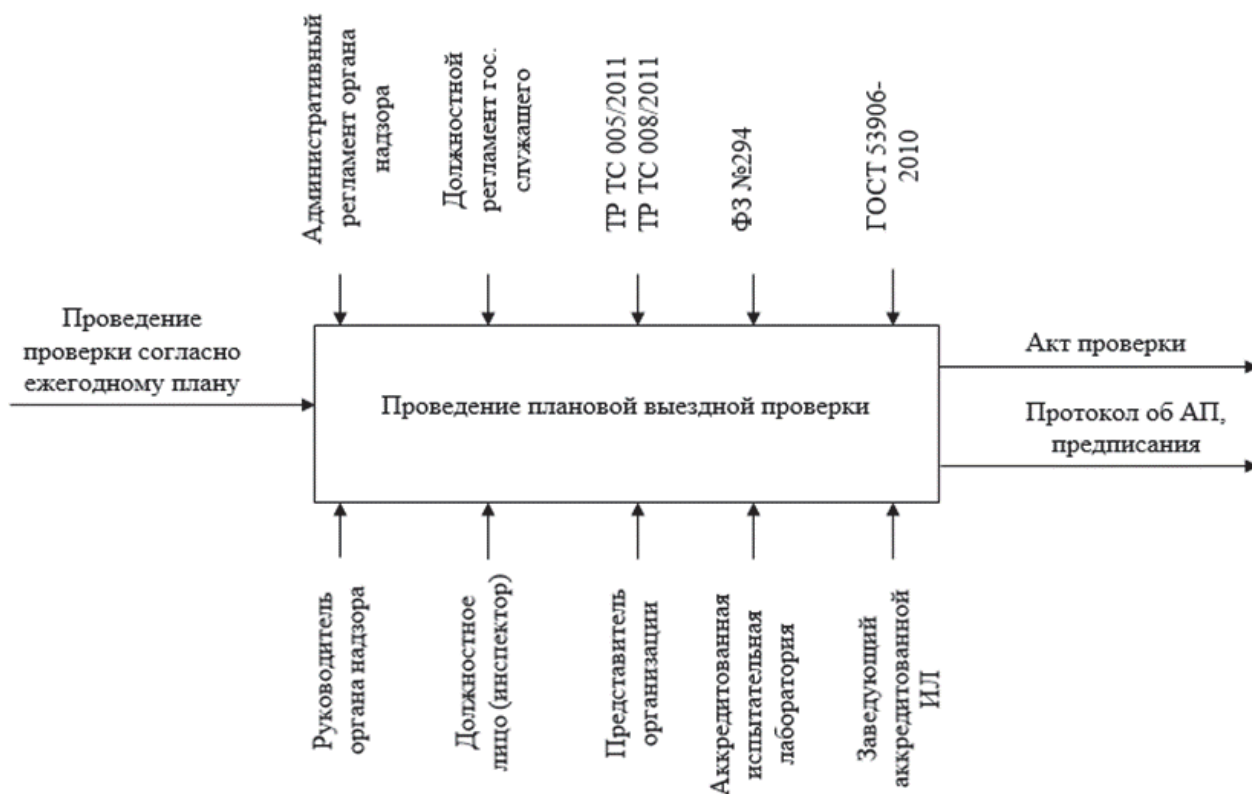 Административный
регламент органа
надзора
Должностной
регламент гос.
служащего
ТР ТС 005/2011
ТР ТС 008/2011
ФЗ №294
ГОСТ 53906-
2010
Проведение
проверки согласно
ежегодному плану
Проведение плановой выездной проверки
Акт проверки
Протокол об АП,
предписания
Руководитель
органа надзора
Должностное
лицо (инспектор)
Представитель
организации
Аккредитованная
испытательная
лаборатория
Заведующий
аккредитованной
ИЛ